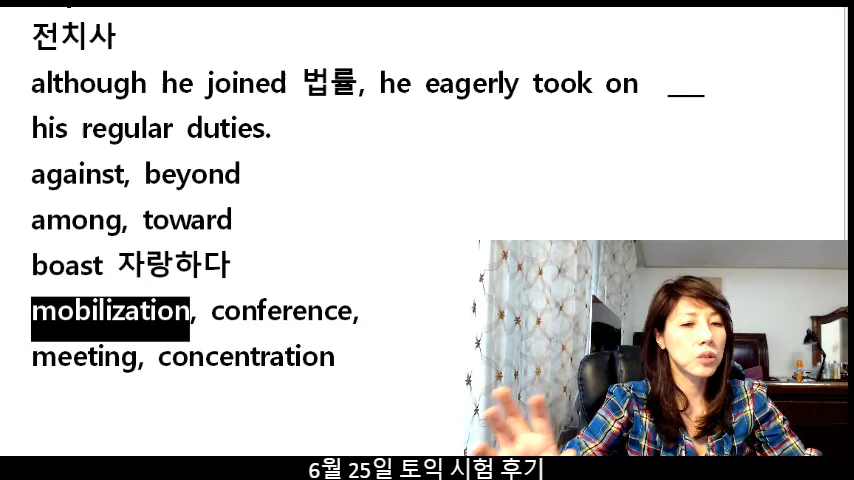 전치사
although he joined 법률, he eagerly took on ___
his regular duties.
against, beyond
among, toward
boast 자랑하다
mobilization, conference,
meeting, concentration
6월 25일 토익 시험 후기